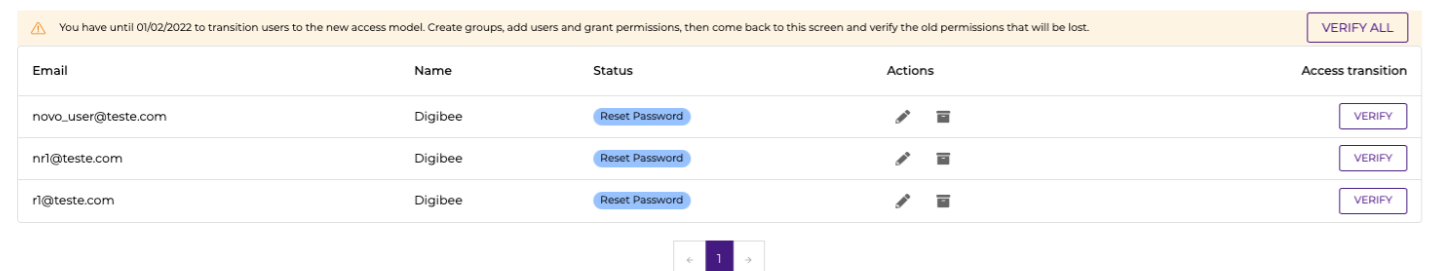 You have until 01/02/2022 to transition users to the new access model. Create groups, add users and grant permissions, then come back to this screen and verify the old permissions that will be lost. VERIFY ALL
Email Name Status Actions Access transition
novo_user@teste.com Digibee Reset Password VERIFY
nr1@teste.com Digibee Reset Password VERIFY
r1@teste.com Digibee Reset Password VERIFY
← 1 →